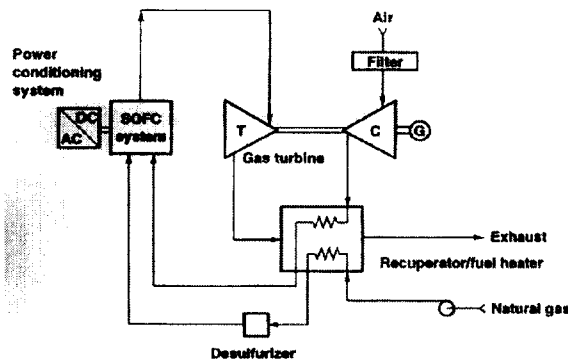 Air
Power
conditioning
system
Filter
DC
AC
SOFC
system
T
C
G
Gas turbine
Exhaust
Recuperator/fuel heater
Natural gas
Desulfurizer